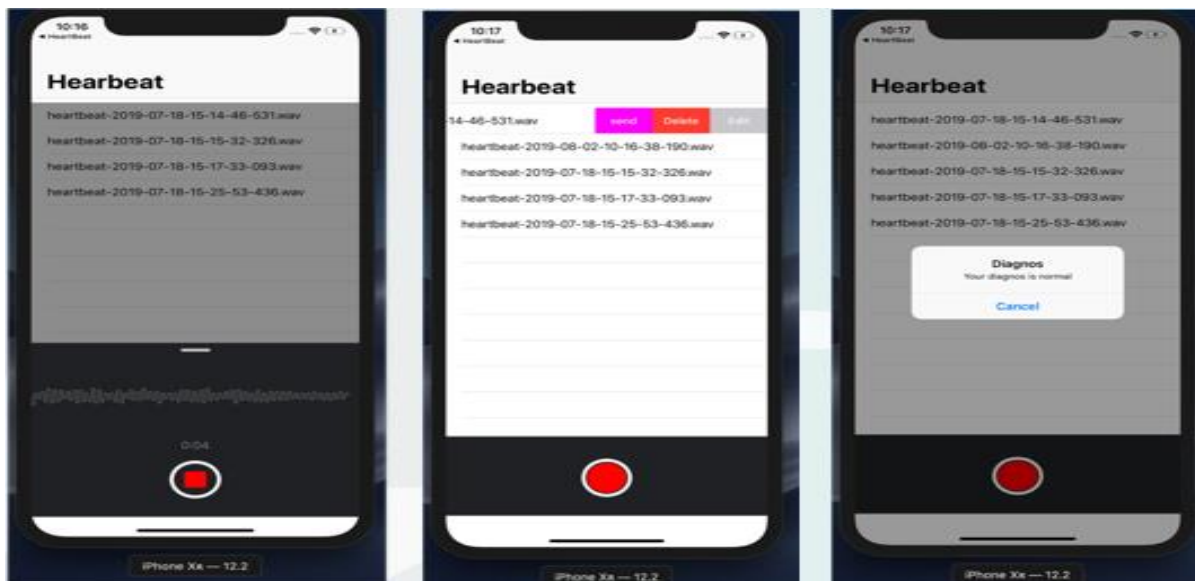 10:16
◀ HeartBeat
Hearbeat
heartbeat-2019-07-18-15-14-46-531.wav
heartbeat-2019-07-18-15-15-32-326.wav
heartbeat-2019-07-18-15-17-33-093.wav
heartbeat-2019-07-18-15-25-53-436.wav
0:04
iPhone Xʀ — 12.2
10:17
◀ HeartBeat
Hearbeat
14-46-531.wav send Delete Edit
heartbeat-2019-08-02-10-16-38-190.wav
heartbeat-2019-07-18-15-15-32-326.wav
heartbeat-2019-07-18-15-17-33-093.wav
heartbeat-2019-07-18-15-25-53-436.wav
iPhone Xʀ — 12.2
10:17
◀ HeartBeat
Hearbeat
heartbeat-2019-07-18-15-14-46-531.wav
heartbeat-2019-08-02-10-16-38-190.wav
heartbeat-2019-07-18-15-15-32-326.wav
heartbeat-2019-07-18-15-17-33-093.wav
heartbeat-2019-07-18-15-25-53-436.wav
Diagnos
Your diagnos is normal
Cancel
iPhone Xʀ — 12.2